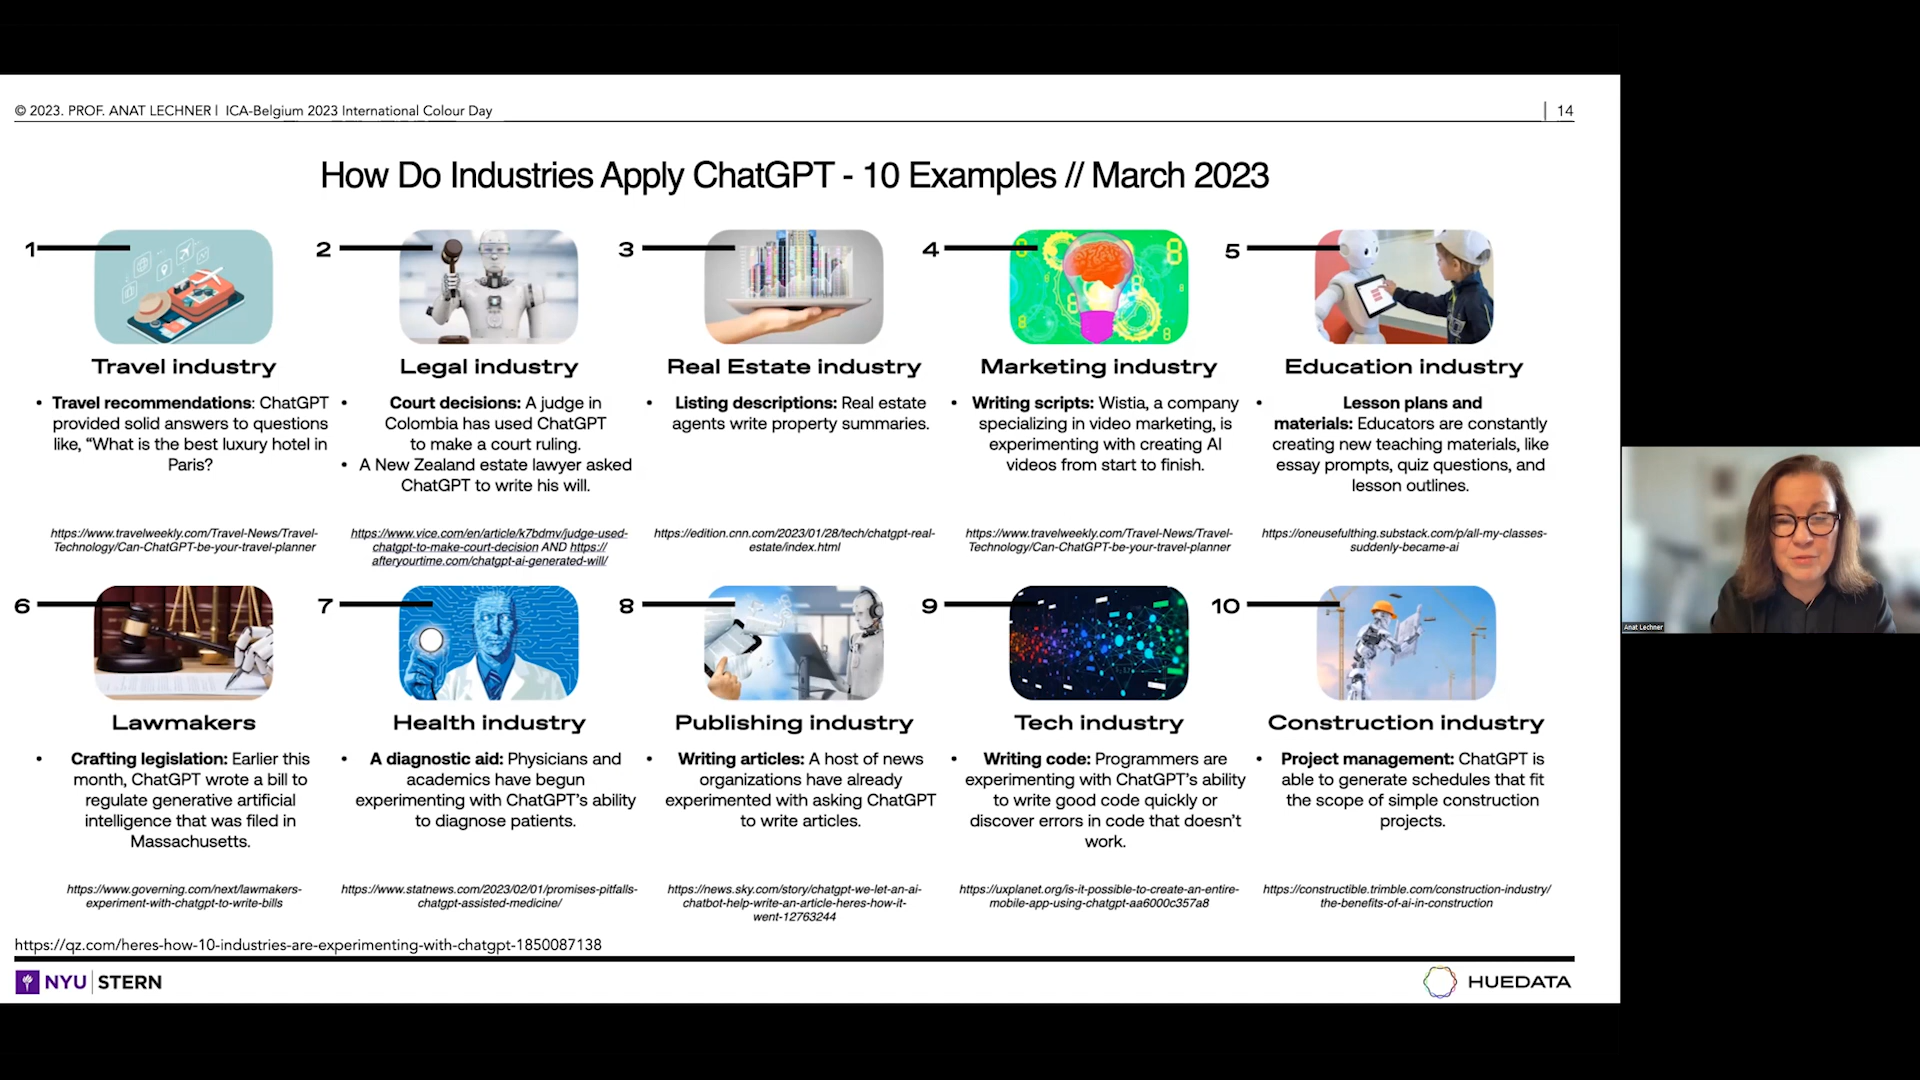 © 2023. PROF. ANAT LECHNER | ICA-Belgium 2023 International Colour Day
14
How Do Industries Apply ChatGPT - 10 Examples // March 2023
1
Travel industry
• Travel recommendations: ChatGPT
provided solid answers to questions
like, “What is the best luxury hotel in
Paris?
https://www.travelweekly.com/Travel-News/Travel-
Technology/Can-ChatGPT-be-your-travel-planner
2
Legal industry
• Court decisions: A judge in
Colombia has used ChatGPT
to make a court ruling.
• A New Zealand estate lawyer asked
ChatGPT to write his will.
https://www.vice.com/en/article/k7bdmv/judge-used-
chatgpt-to-make-court-decision AND https://
afteryourtime.com/chatgpt-ai-generated-will/
3
Real Estate industry
• Listing descriptions: Real estate
agents write property summaries.
https://edition.cnn.com/2023/01/28/tech/chatgpt-real-
estate/index.html
4
Marketing industry
• Writing scripts: Wistia, a company
specializing in video marketing, is
experimenting with creating AI
videos from start to finish.
https://www.travelweekly.com/Travel-News/Travel-
Technology/Can-ChatGPT-be-your-travel-planner
5
Education industry
• Lesson plans and
materials: Educators are constantly
creating new teaching materials, like
essay prompts, quiz questions, and
lesson outlines.
https://oneusefulthing.substack.com/p/all-my-classes-
suddenly-became-ai
6
Lawmakers
• Crafting legislation: Earlier this
month, ChatGPT wrote a bill to
regulate generative artificial
intelligence that was filed in
Massachusetts.
https://www.governing.com/next/lawmakers-
experiment-with-chatgpt-to-write-bills
7
Health industry
• A diagnostic aid: Physicians and
academics have begun
experimenting with ChatGPT’s ability
to diagnose patients.
https://www.statnews.com/2023/02/01/promises-pitfalls-
chatgpt-assisted-medicine/
8
Publishing industry
• Writing articles: A host of news
organizations have already
experimented with asking ChatGPT
to write articles.
https://news.sky.com/story/chatgpt-we-let-an-ai-
chatbot-help-write-an-article-heres-how-it-
went-12763244
9
Tech industry
• Writing code: Programmers are
experimenting with ChatGPT’s ability
to write good code quickly or
discover errors in code that doesn’t
work.
https://uxplanet.org/is-it-possible-to-create-an-entire-
mobile-app-using-chatgpt-aa6000c357a8
10
Construction industry
• Project management: ChatGPT is
able to generate schedules that fit
the scope of simple construction
projects.
https://constructible.trimble.com/construction-industry/
the-benefits-of-ai-in-construction
https://qz.com/heres-how-10-industries-are-experimenting-with-chatgpt-1850087138
NYU STERN
HUEDATA
Anat Lechner